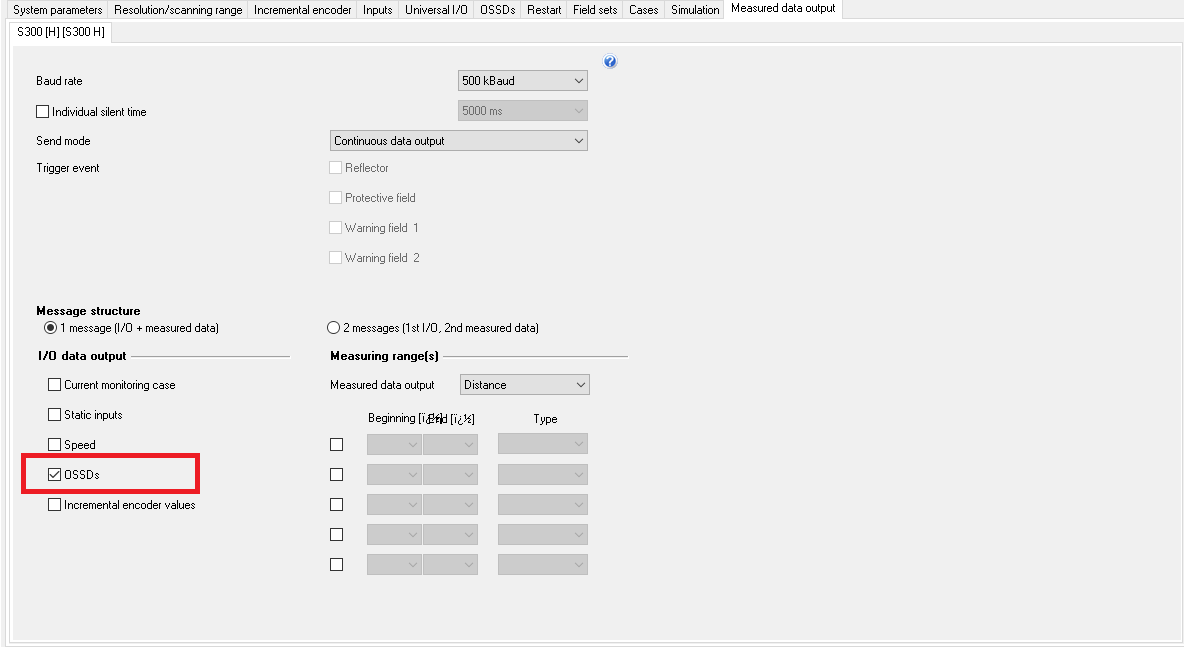 System parameters Resolution/scanning range Incremental encoder Inputs Universal I/O OSSDs Restart Field sets Cases Simulation Measured data output
S300 [H] [S300 H]
?
Baud rate 500 kBaud
Individual silent time 5000 ms
Send mode Continuous data output
Trigger event Reflector
Protective field
Warning field 1
Warning field 2
Message structure
1 message (I/O + measured data) 2 messages (1st I/O, 2nd measured data)
I/O data output Measuring range(s)
Current monitoring case Measured data output Distance
Static inputs Beginning [�] End [�] Type
Speed
OSSDs
Incremental encoder values